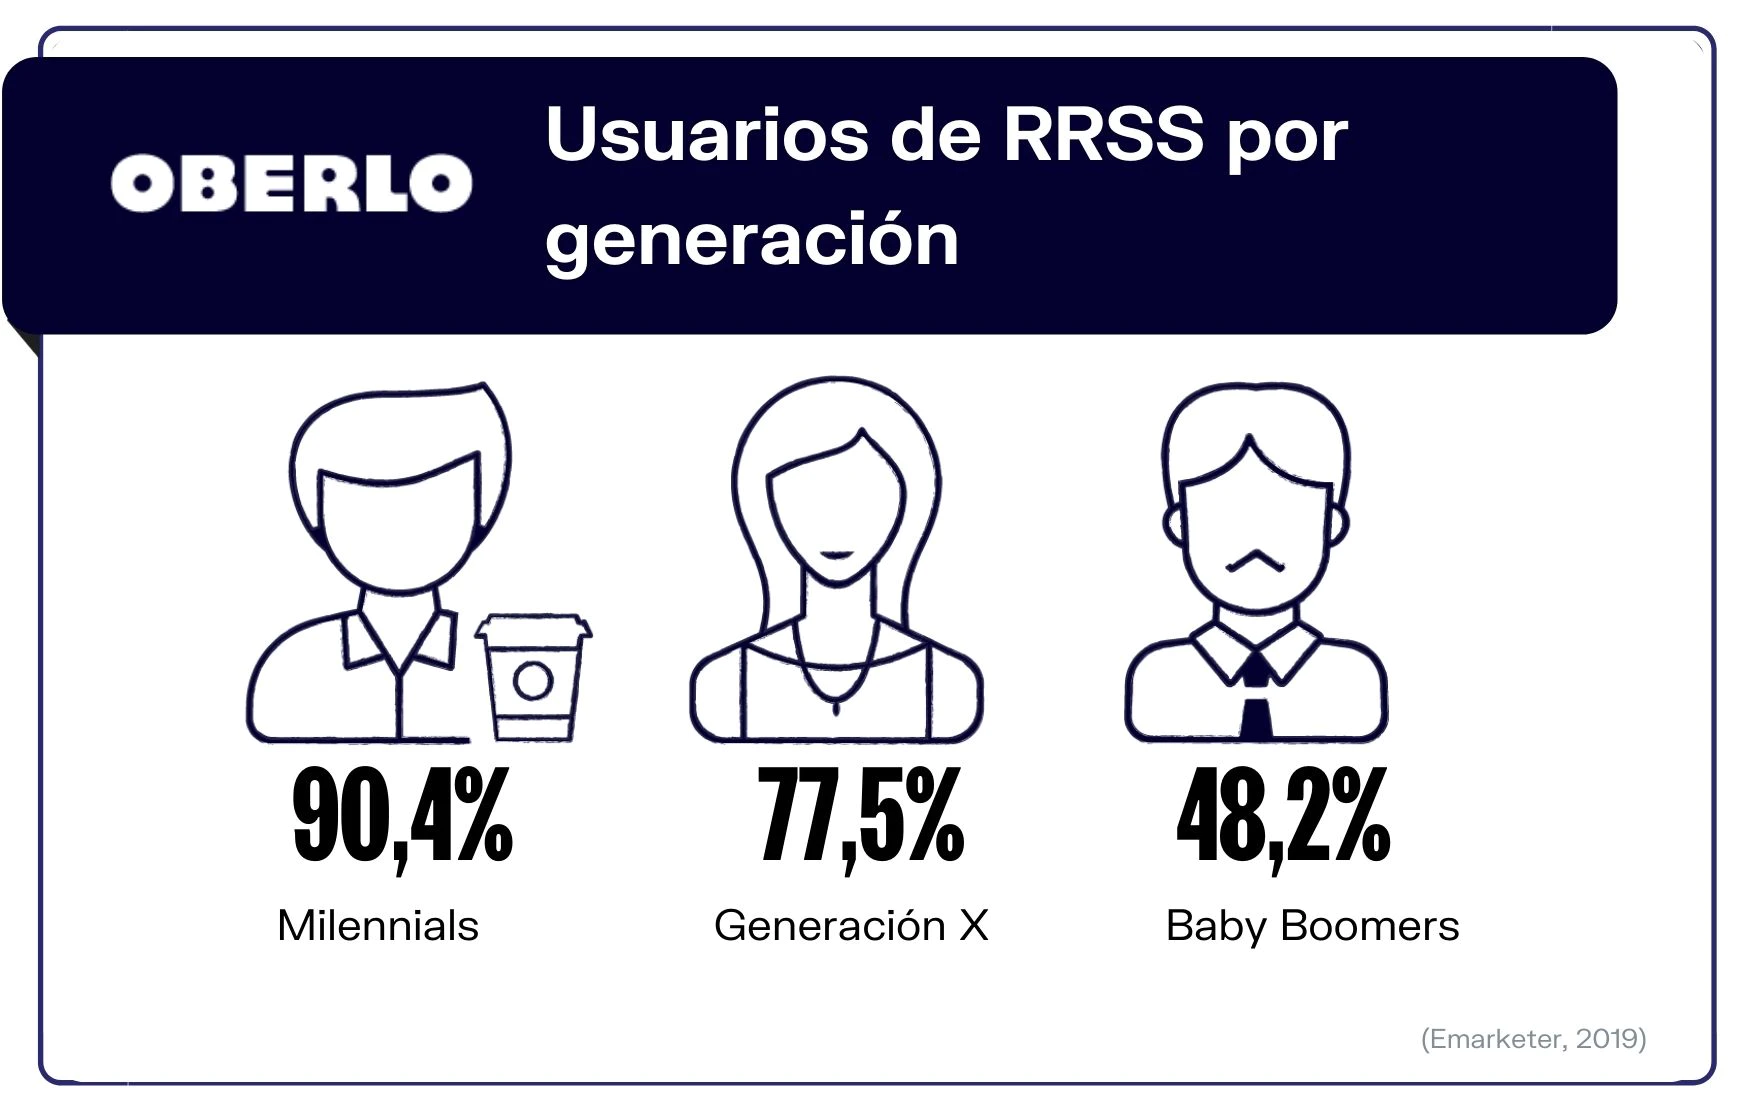 OBERLO
Usuarios de RRSS por
generación
90,4%
77,5%
48,2%
Milennials
Generación X
Baby Boomers
(Emarketer, 2019)